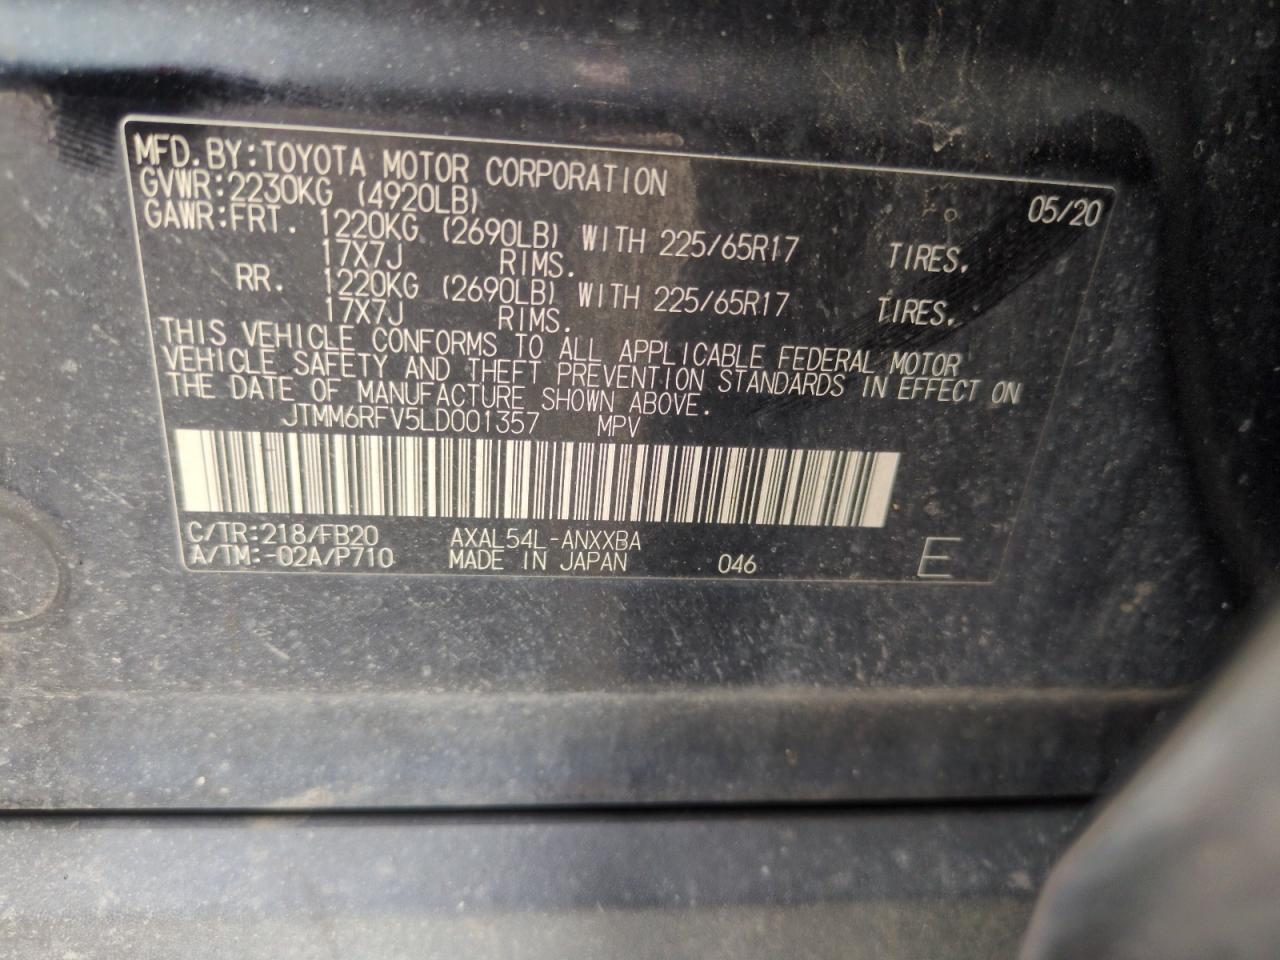 MFD. BY:TOYOTA MOTOR CORPORATION 05/20
GVWR:2230KG (4920LB)
GAWR:FRT. 1220KG (2690LB) WITH 225/65R17 TIRES.
17X7J RIMS.
RR. 1220KG (2690LB) WITH 225/65R17 TIRES.
17X7J RIMS.
THIS VEHICLE CONFORMS TO ALL APPLICABLE FEDERAL MOTOR
VEHICLE SAFETY AND THEFT PREVENTION STANDARDS IN EFFECT ON
THE DATE OF MANUFACTURE SHOWN ABOVE.
JTMM6RFV5LD001357 MPV
C/TR:218/FB20 AXAL54L-ANXXBA
A/TM:-02A/P710 MADE IN JAPAN 046 E